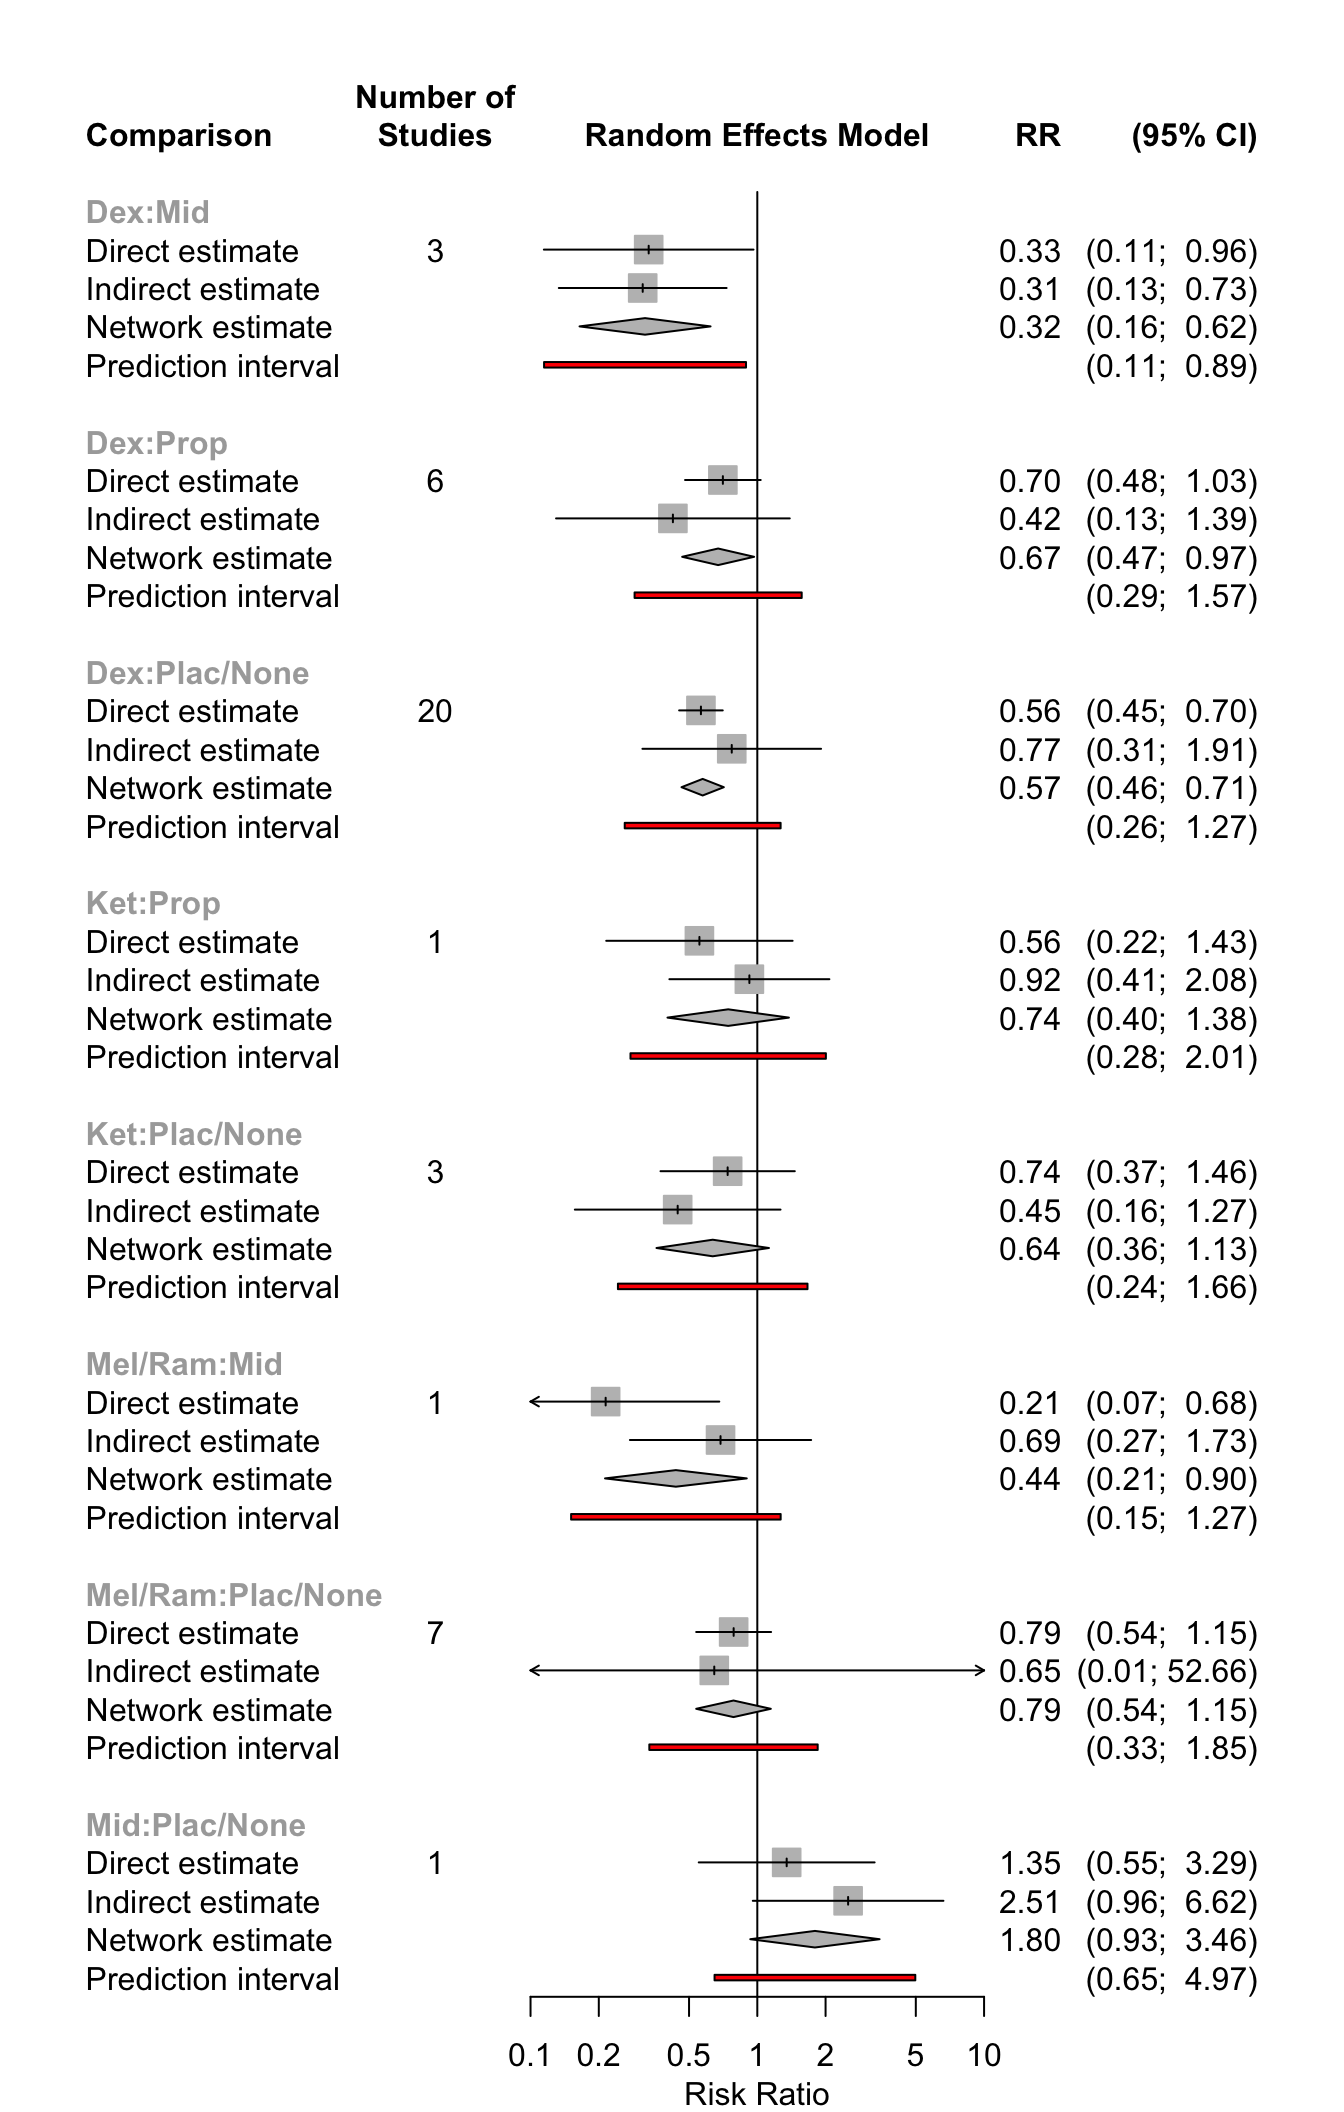 Number of
Comparison Studies Random Effects Model RR (95% CI)
Dex:Mid
Direct estimate 3 0.33 (0.11; 0.96)
Indirect estimate 0.31 (0.13; 0.73)
Network estimate 0.32 (0.16; 0.62)
Prediction interval (0.11; 0.89)
Dex:Prop
Direct estimate 6 0.70 (0.48; 1.03)
Indirect estimate 0.42 (0.13; 1.39)
Network estimate 0.67 (0.47; 0.97)
Prediction interval (0.29; 1.57)
Dex:Plac/None
Direct estimate 20 0.56 (0.45; 0.70)
Indirect estimate 0.77 (0.31; 1.91)
Network estimate 0.57 (0.46; 0.71)
Prediction interval (0.26; 1.27)
Ket:Prop
Direct estimate 1 0.56 (0.22; 1.43)
Indirect estimate 0.92 (0.41; 2.08)
Network estimate 0.74 (0.40; 1.38)
Prediction interval (0.28; 2.01)
Ket:Plac/None
Direct estimate 3 0.74 (0.37; 1.46)
Indirect estimate 0.45 (0.16; 1.27)
Network estimate 0.64 (0.36; 1.13)
Prediction interval (0.24; 1.66)
Mel/Ram:Mid
Direct estimate 1 0.21 (0.07; 0.68)
Indirect estimate 0.69 (0.27; 1.73)
Network estimate 0.44 (0.21; 0.90)
Prediction interval (0.15; 1.27)
Mel/Ram:Plac/None
Direct estimate 7 0.79 (0.54; 1.15)
Indirect estimate 0.65 (0.01; 52.66)
Network estimate 0.79 (0.54; 1.15)
Prediction interval (0.33; 1.85)
Mid:Plac/None
Direct estimate 1 1.35 (0.55; 3.29)
Indirect estimate 2.51 (0.96; 6.62)
Network estimate 1.80 (0.93; 3.46)
Prediction interval (0.65; 4.97)
0.1 0.2 0.5 1 2 5 10
Risk Ratio